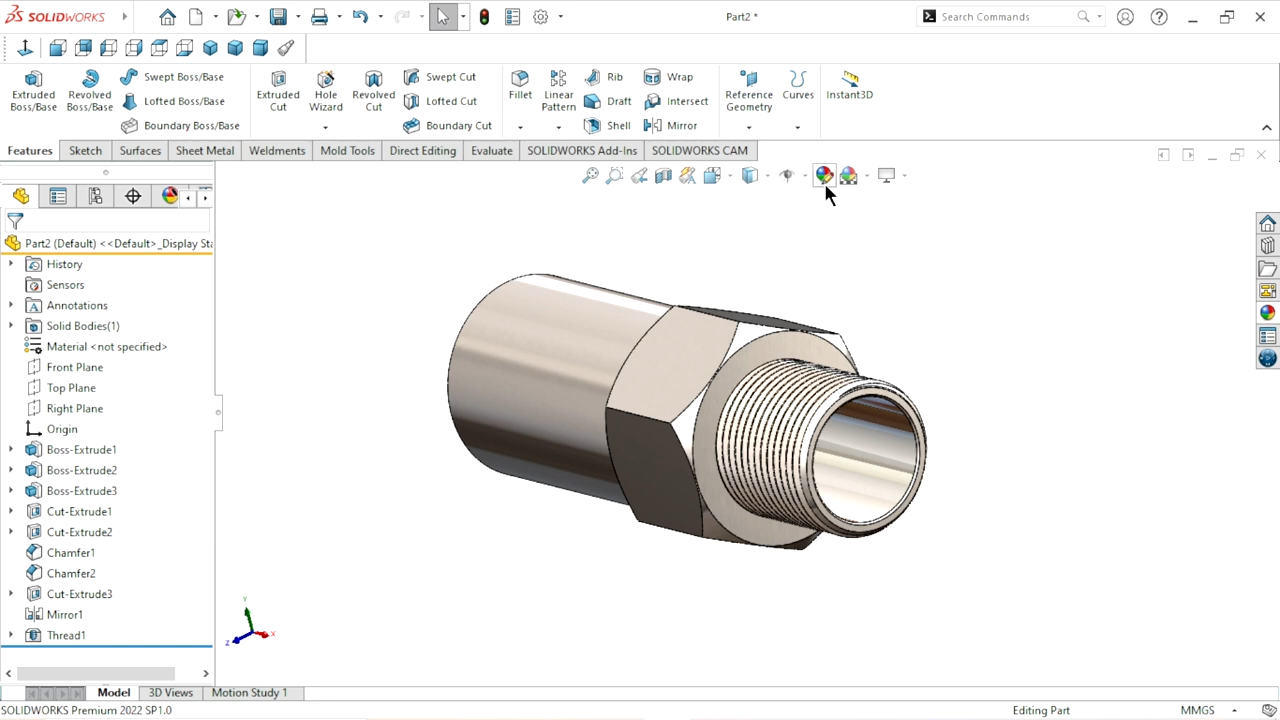 SOLIDWORKS
Part2 *
Search Commands
Extruded Boss/Base
Revolved Boss/Base
Swept Boss/Base
Lofted Boss/Base
Boundary Boss/Base
Extruded Cut
Hole Wizard
Revolved Cut
Swept Cut
Lofted Cut
Boundary Cut
Fillet
Linear Pattern
Rib
Draft
Shell
Wrap
Intersect
Mirror
Reference Geometry
Curves
Instant3D
Features Sketch Surfaces Sheet Metal Weldments Mold Tools Direct Editing Evaluate SOLIDWORKS Add-Ins SOLIDWORKS CAM
Part2 (Default) <<Default>_Display Sta
History
Sensors
Annotations
Solid Bodies(1)
Material <not specified>
Front Plane
Top Plane
Right Plane
Origin
Boss-Extrude1
Boss-Extrude2
Boss-Extrude3
Cut-Extrude1
Cut-Extrude2
Chamfer1
Chamfer2
Cut-Extrude3
Mirror1
Thread1
Y
Z X
Model 3D Views Motion Study 1
SOLIDWORKS Premium 2022 SP1.0 Editing Part MMGS